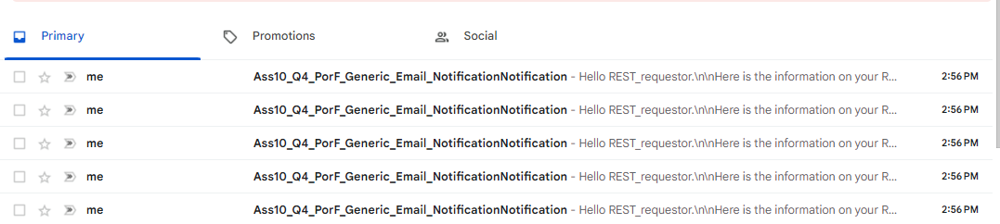 Primary Promotions Social
me Ass10_Q4_PorF_Generic_Email_NotificationNotification - Hello REST_requestor.\n\nHere is the information on your R... 2:56 PM
me Ass10_Q4_PorF_Generic_Email_NotificationNotification - Hello REST_requestor.\n\nHere is the information on your R... 2:56 PM
me Ass10_Q4_PorF_Generic_Email_NotificationNotification - Hello REST_requestor.\n\nHere is the information on your R... 2:56 PM
me Ass10_Q4_PorF_Generic_Email_NotificationNotification - Hello REST_requestor.\n\nHere is the information on your R... 2:56 PM
me Ass10_Q4_PorF_Generic_Email_NotificationNotification - Hello REST_requestor.\n\nHere is the information on your R... 2:56 PM